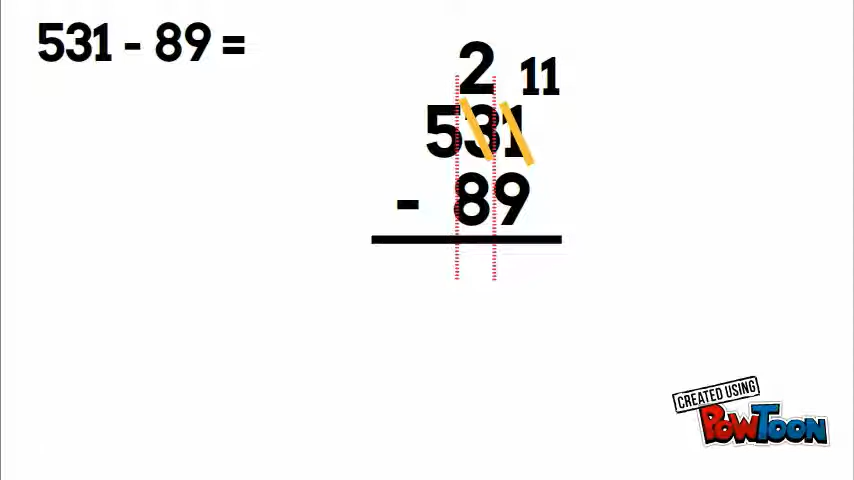 531 - 89 =
2 11
531
- 89
CREATED USING
POWTOON